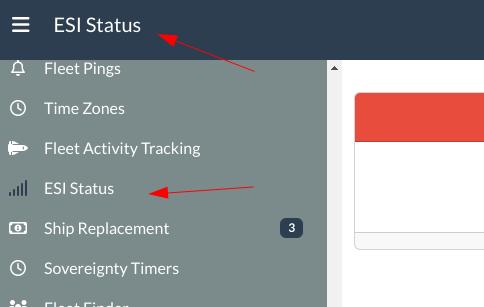 ESI Status
Fleet Pings
Time Zones
Fleet Activity Tracking
ESI Status
Ship Replacement 3
Sovereignty Timers
Fleet Finder